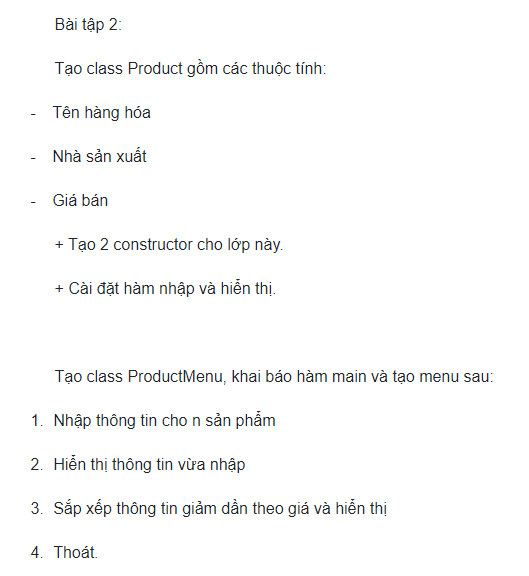 Bài tập 2:
Tạo class Product gồm các thuộc tính:
- Tên hàng hóa
- Nhà sản xuất
- Giá bán
+ Tạo 2 constructor cho lớp này.
+ Cài đặt hàm nhập và hiển thị.
Tạo class ProductMenu, khai báo hàm main và tạo menu sau:
1. Nhập thông tin cho n sản phẩm
2. Hiển thị thông tin vừa nhập
3. Sắp xếp thông tin giảm dần theo giá và hiển thị
4. Thoát.